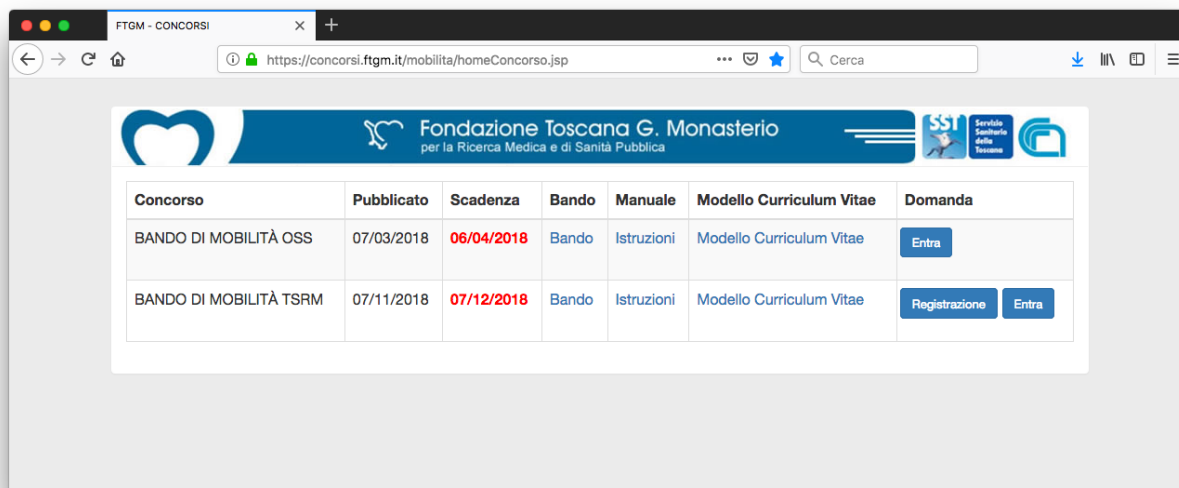 FTGM - CONCORSI
https://concorsi.ftgm.it/mobilita/homeConcorso.jsp
Cerca
Fondazione Toscana G. Monasterio
per la Ricerca Medica e di Sanità Pubblica
SST
Servizio
Sanitario
della
Toscana
Concorso Pubblicato Scadenza Bando Manuale Modello Curriculum Vitae Domanda
BANDO DI MOBILITÀ OSS 07/03/2018 06/04/2018 Bando Istruzioni Modello Curriculum Vitae Entra
BANDO DI MOBILITÀ TSRM 07/11/2018 07/12/2018 Bando Istruzioni Modello Curriculum Vitae Registrazione Entra